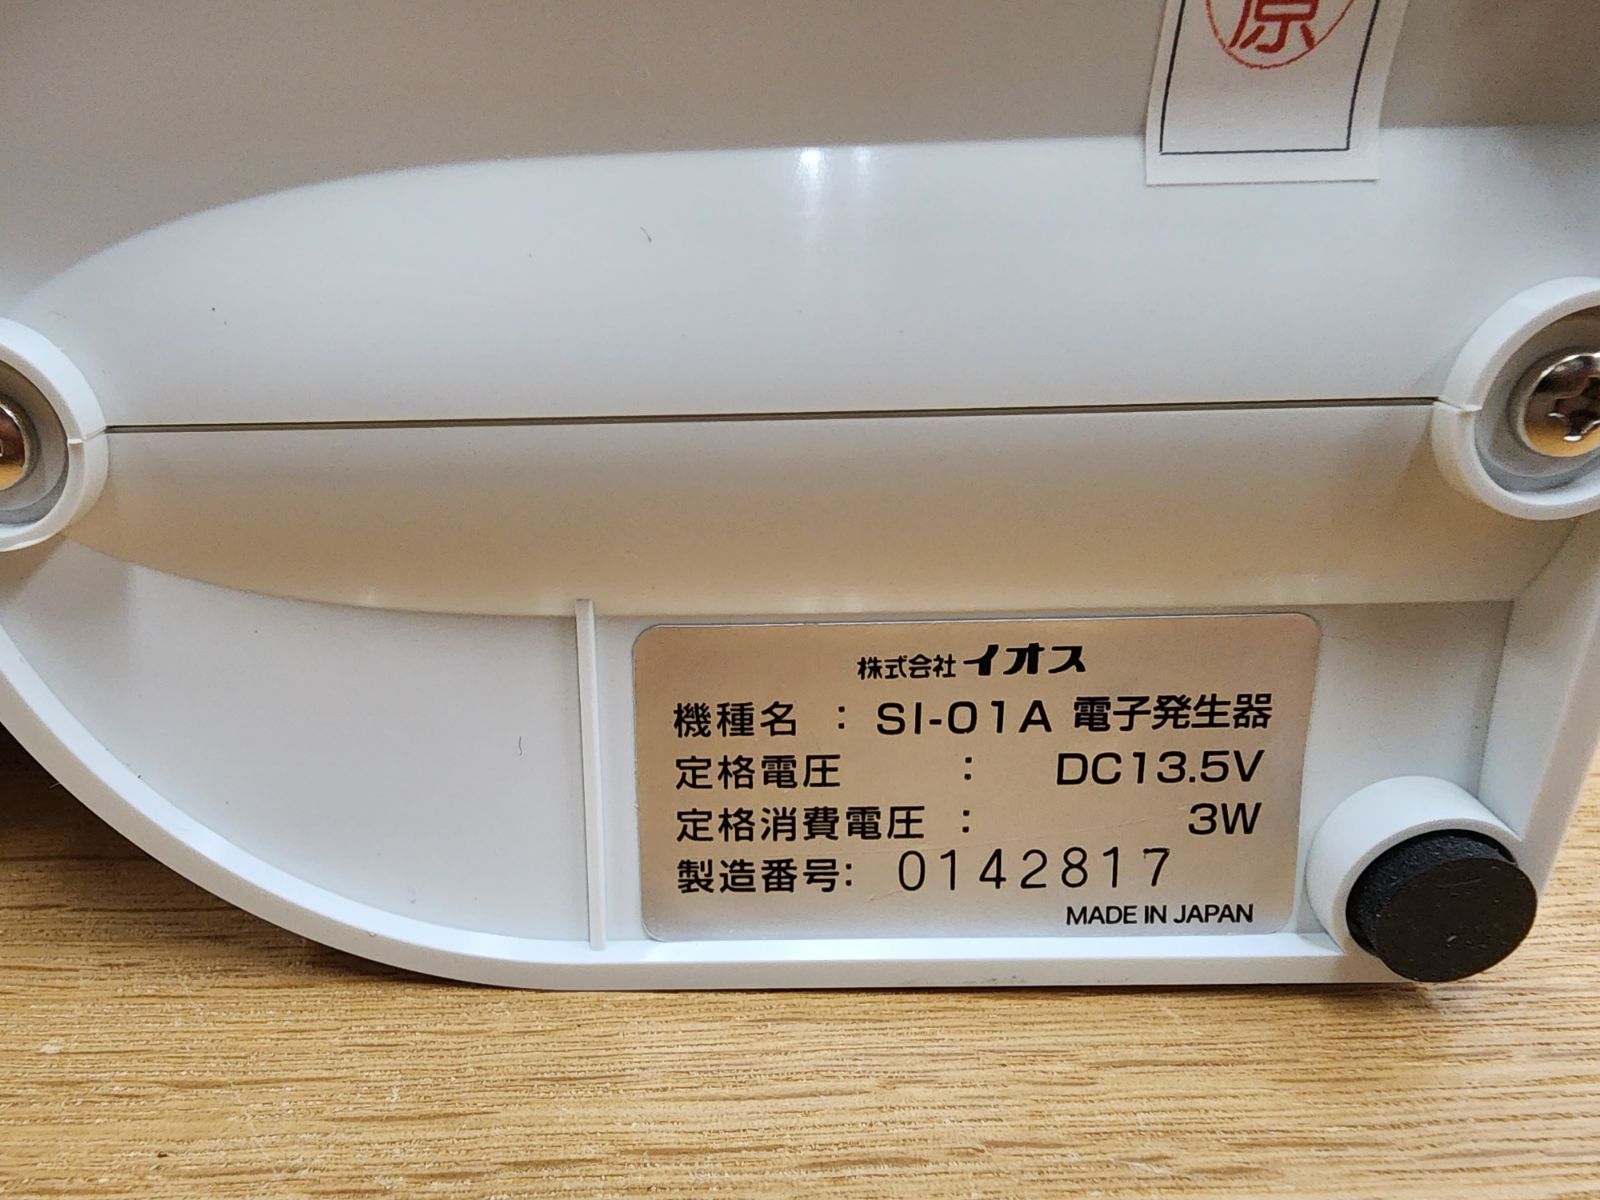 原
株式会社イオス
機種名 : SI-01A 電子発生器
定格電圧 : DC13.5V
定格消費電圧 : 3W
製造番号: 0142817
MADE IN JAPAN